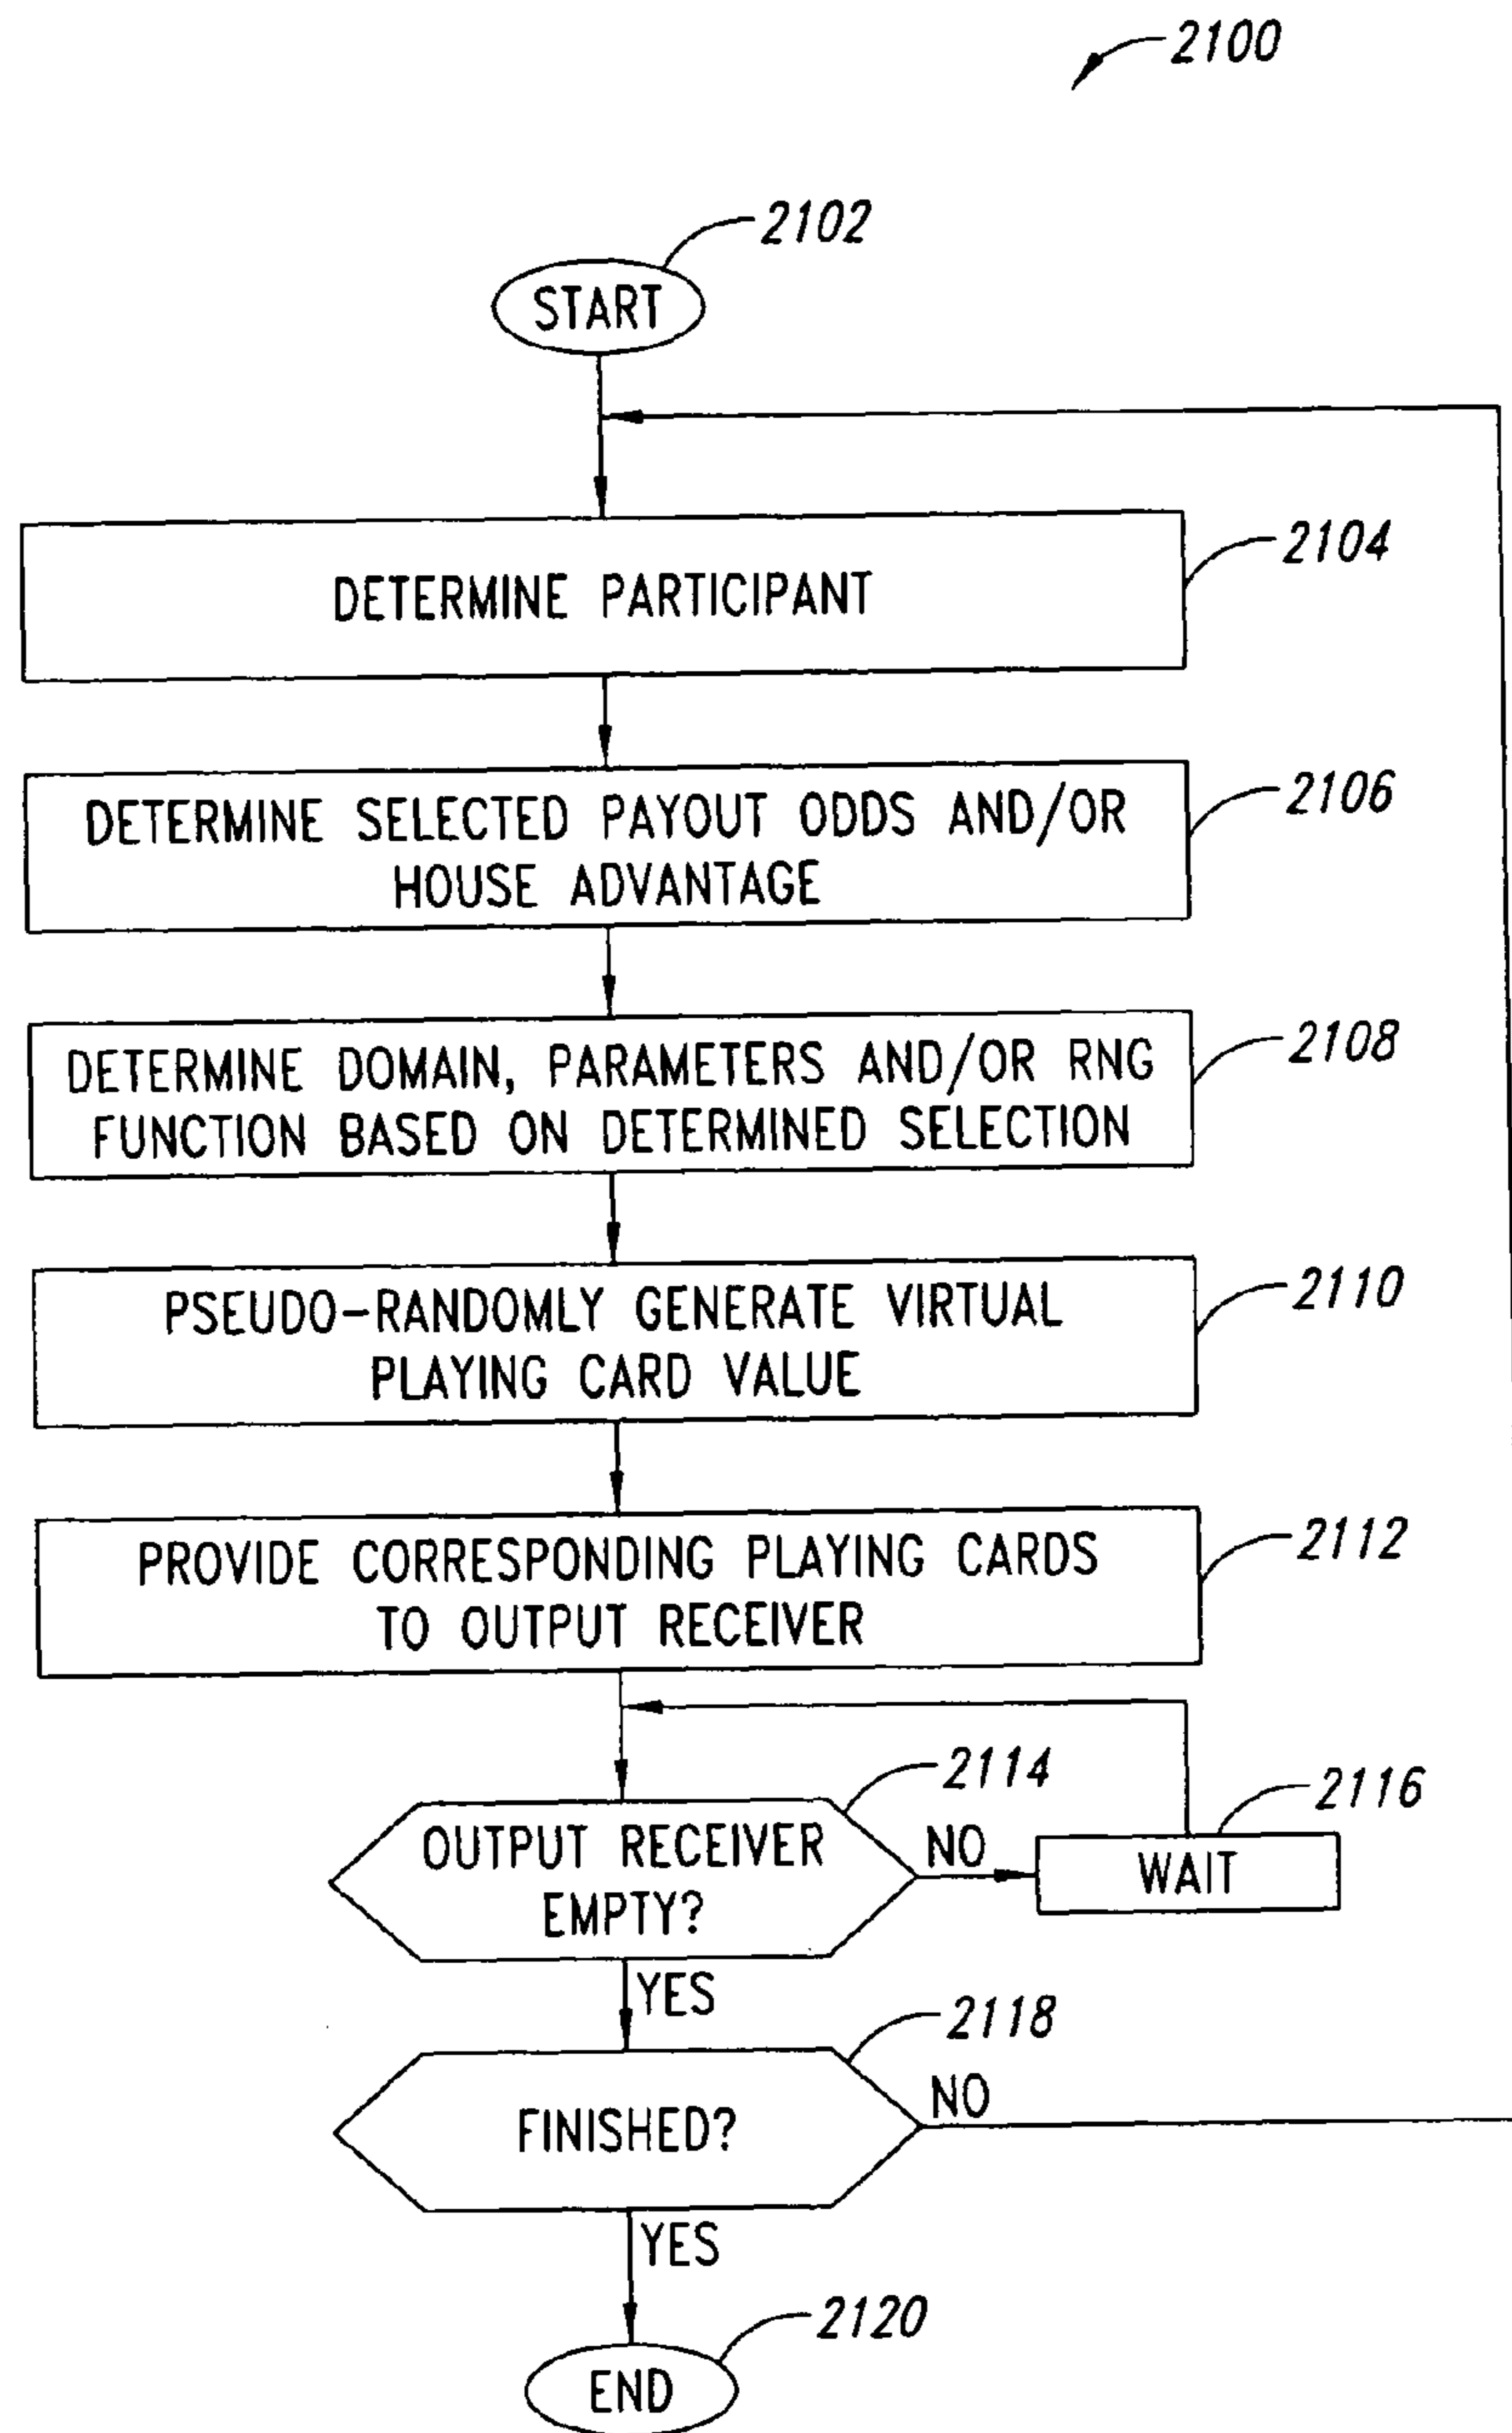 2100
2102
START
2104
DETERMINE PARTICIPANT
2106
DETERMINE SELECTED PAYOUT ODDS AND/OR
HOUSE ADVANTAGE
2108
DETERMINE DOMAIN, PARAMETERS AND/OR RNG
FUNCTION BASED ON DETERMINED SELECTION
2110
PSEUDO-RANDOMLY GENERATE VIRTUAL
PLAYING CARD VALUE
2112
PROVIDE CORRESPONDING PLAYING CARDS
TO OUTPUT RECEIVER
2114
2116
OUTPUT RECEIVER
EMPTY?
NO
WAIT
YES
2118
FINISHED?
NO
YES
2120
END